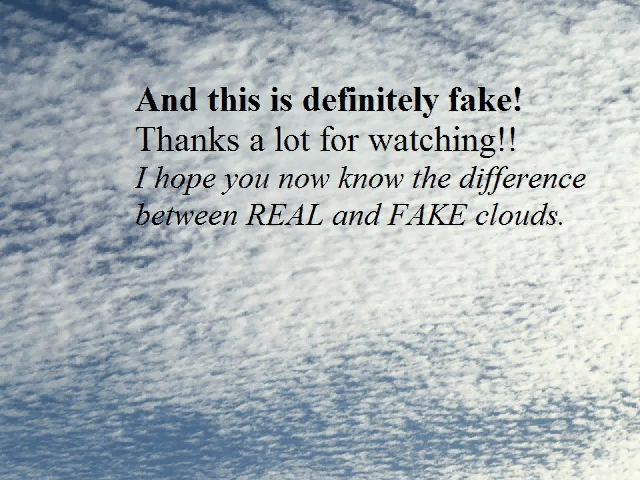 And this is definitely fake!
Thanks a lot for watching!!
I hope you now know the difference
between REAL and FAKE clouds.